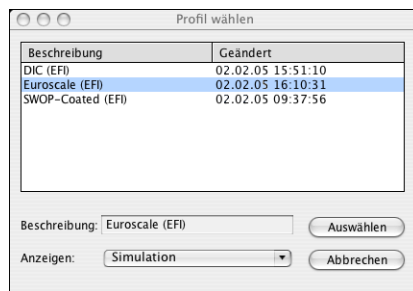 Profil wählen
Beschreibung Geändert
DIC (EFI) 02.02.05 15:51:10
Euroscale (EFI) 02.02.05 16:10:31
SWOP-Coated (EFI) 02.02.05 09:37:56
Beschreibung: Euroscale (EFI) Auswählen
Anzeigen: Simulation Abbrechen